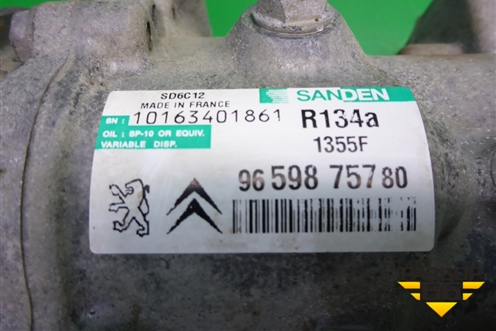 SD6C12
MADE IN FRANCE
SANDEN
SN: 10163401861
R134a
OIL: SP-10 OR EQUIV.
VARIABLE DISP.
1355F
96 598 757 80